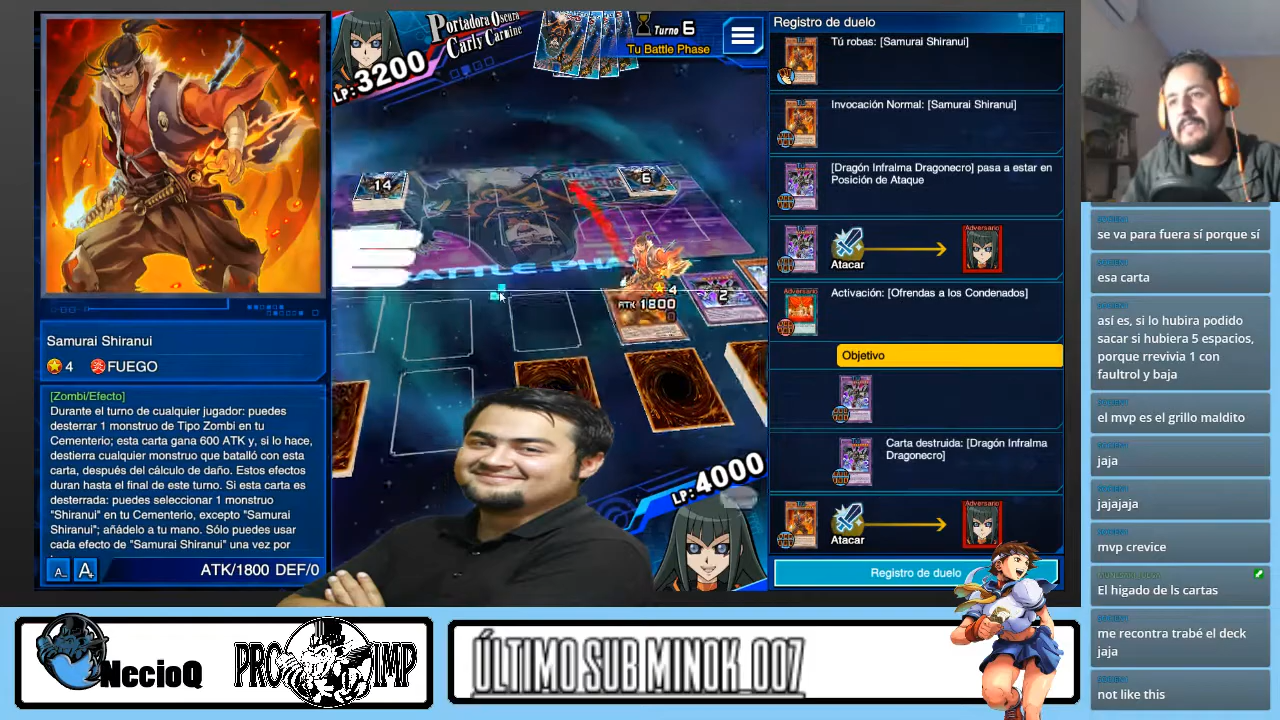 Portadora Oscura
Carly Carmine
LP: 3200
Turno 6
Tu Battle Phase
14
6
BATTLE PHA
4
ATK 1800
2
LP: 4000
Samurai Shiranui
4
FUEGO
[Zombi/Efecto]
Durante el turno de cualquier jugador: puedes
desterrar 1 monstruo de Tipo Zombi en tu
Cementerio; esta carta gana 600 ATK y, si lo hace,
destierra cualquier monstruo que batalló con esta
carta, después del cálculo de daño. Estos efectos
duran hasta el final de este turno. Si esta carta es
desterrada: puedes seleccionar 1 monstruo
"Shiranui" en tu Cementerio, excepto "Samurai
Shiranui"; añádelo a tu mano. Sólo puedes usar
cada efecto de "Samurai Shiranui" una vez por
A-
A+
ATK/1800 DEF/0
Registro de duelo
Tú robas: [Samurai Shiranui]
Invocación Normal: [Samurai Shiranui]
[Dragón Infralma Dragonecro] pasa a estar en
Posición de Ataque
Atacar
Adversario
Adversario
Activación: [Ofrendas a los Condenados]
Objetivo
Carta destruida: [Dragón Infralma
Dragonecro]
Atacar
Adversario
Registro de duelo
se va para fuera sí porque sí
esa carta
así es, si lo hubira podido
sacar si hubiera 5 espacios,
porque rrevivia 1 con
faultrol y baja
el mvp es el grillo maldito
jaja
jajajaja
mvp crevice
El higado de ls cartas
me recontra trabé el deck
jaja
not like this
NecioQ
PROXIMP
ÚLTIMO SUB MINOK_007